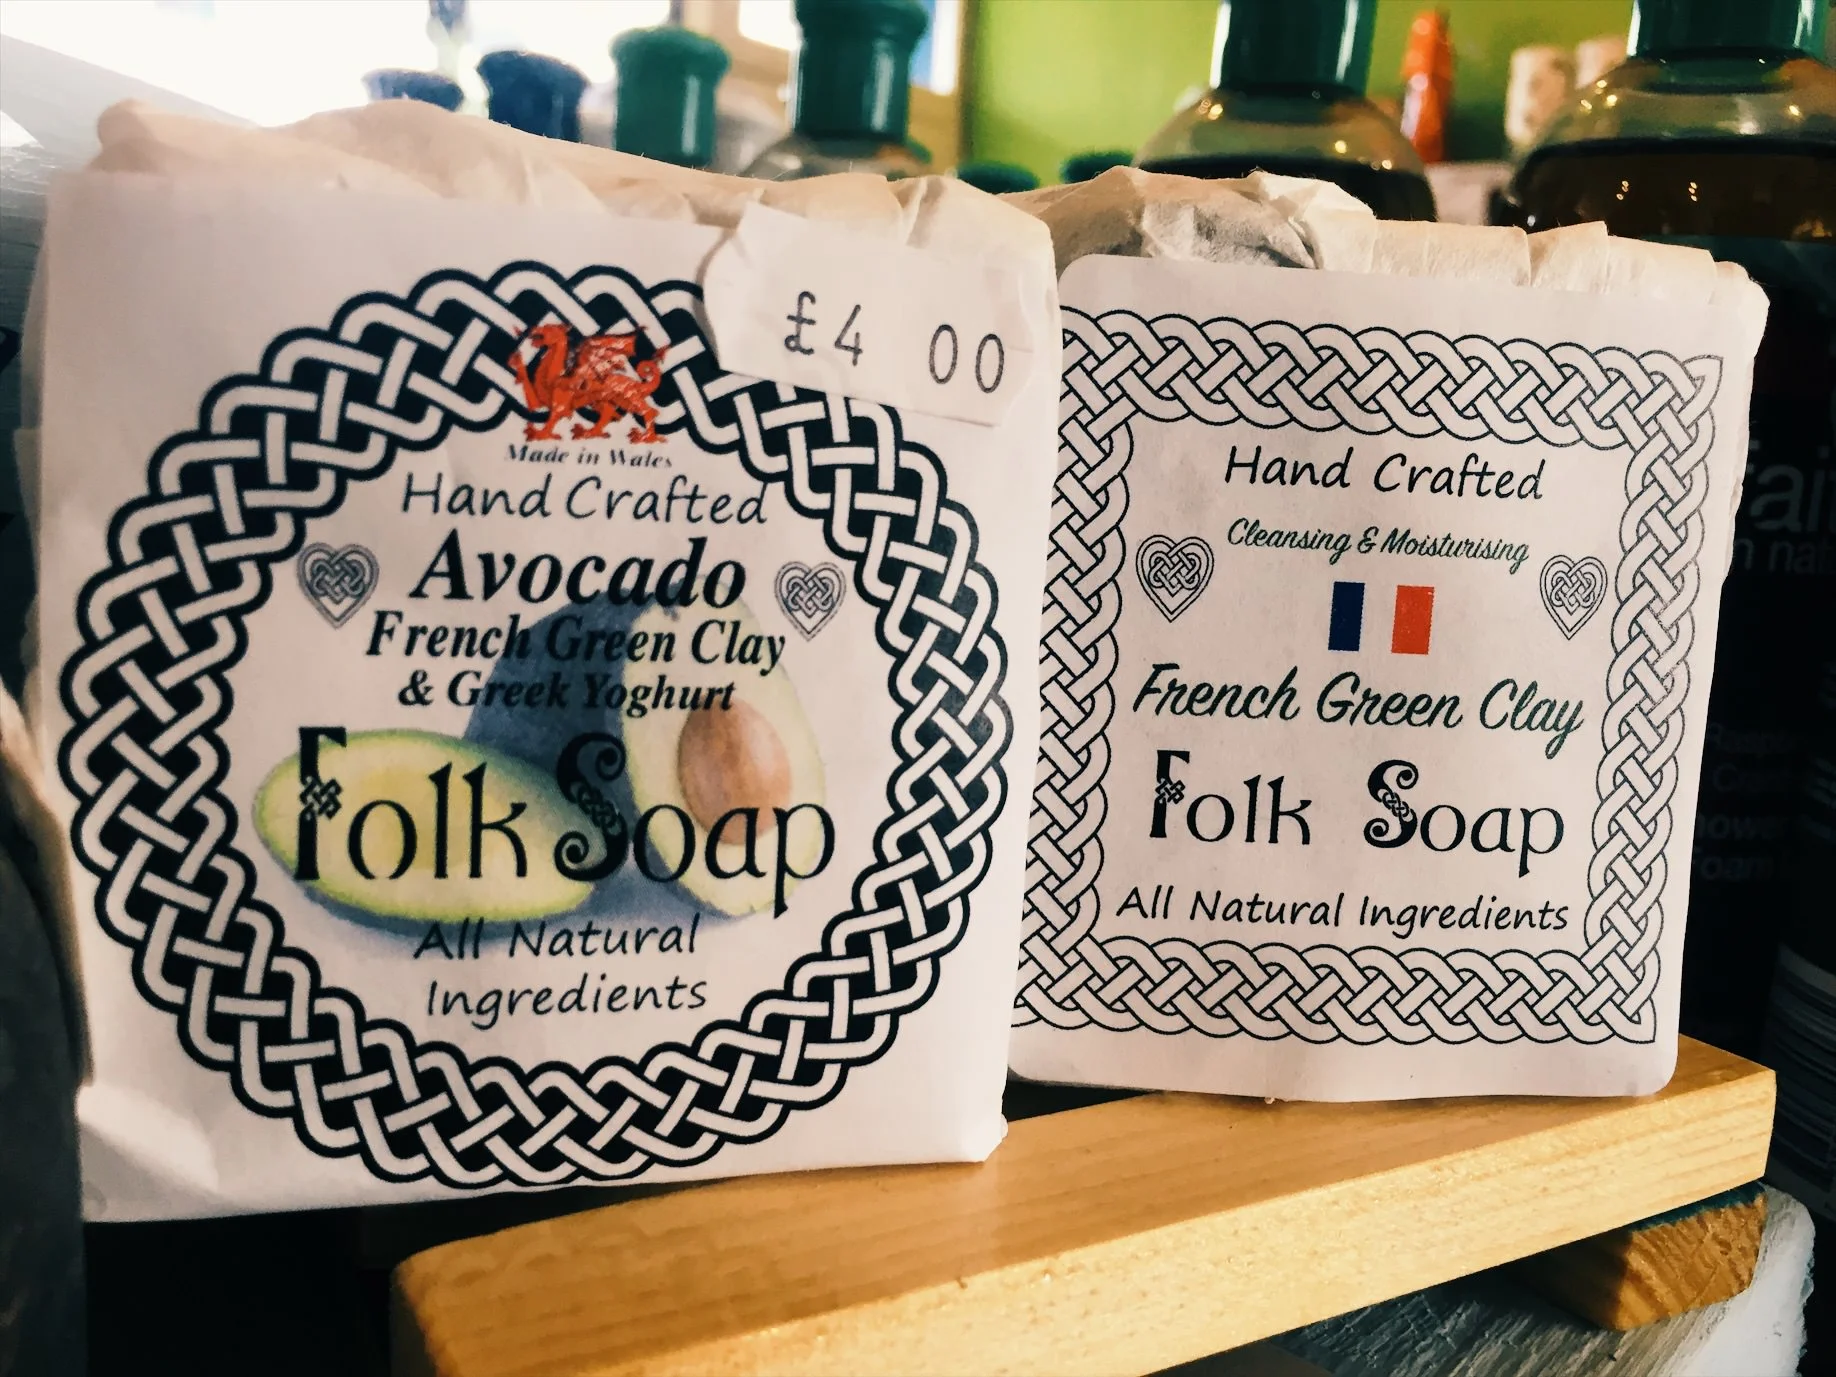 £4 00
Made in Wales
Hand Crafted
Avocado
French Green Clay
& Greek Yoghurt
Folk Soap
All Natural
Ingredients
Hand Crafted
Cleansing & Moisturising
French Green Clay
Folk Soap
All Natural Ingredients